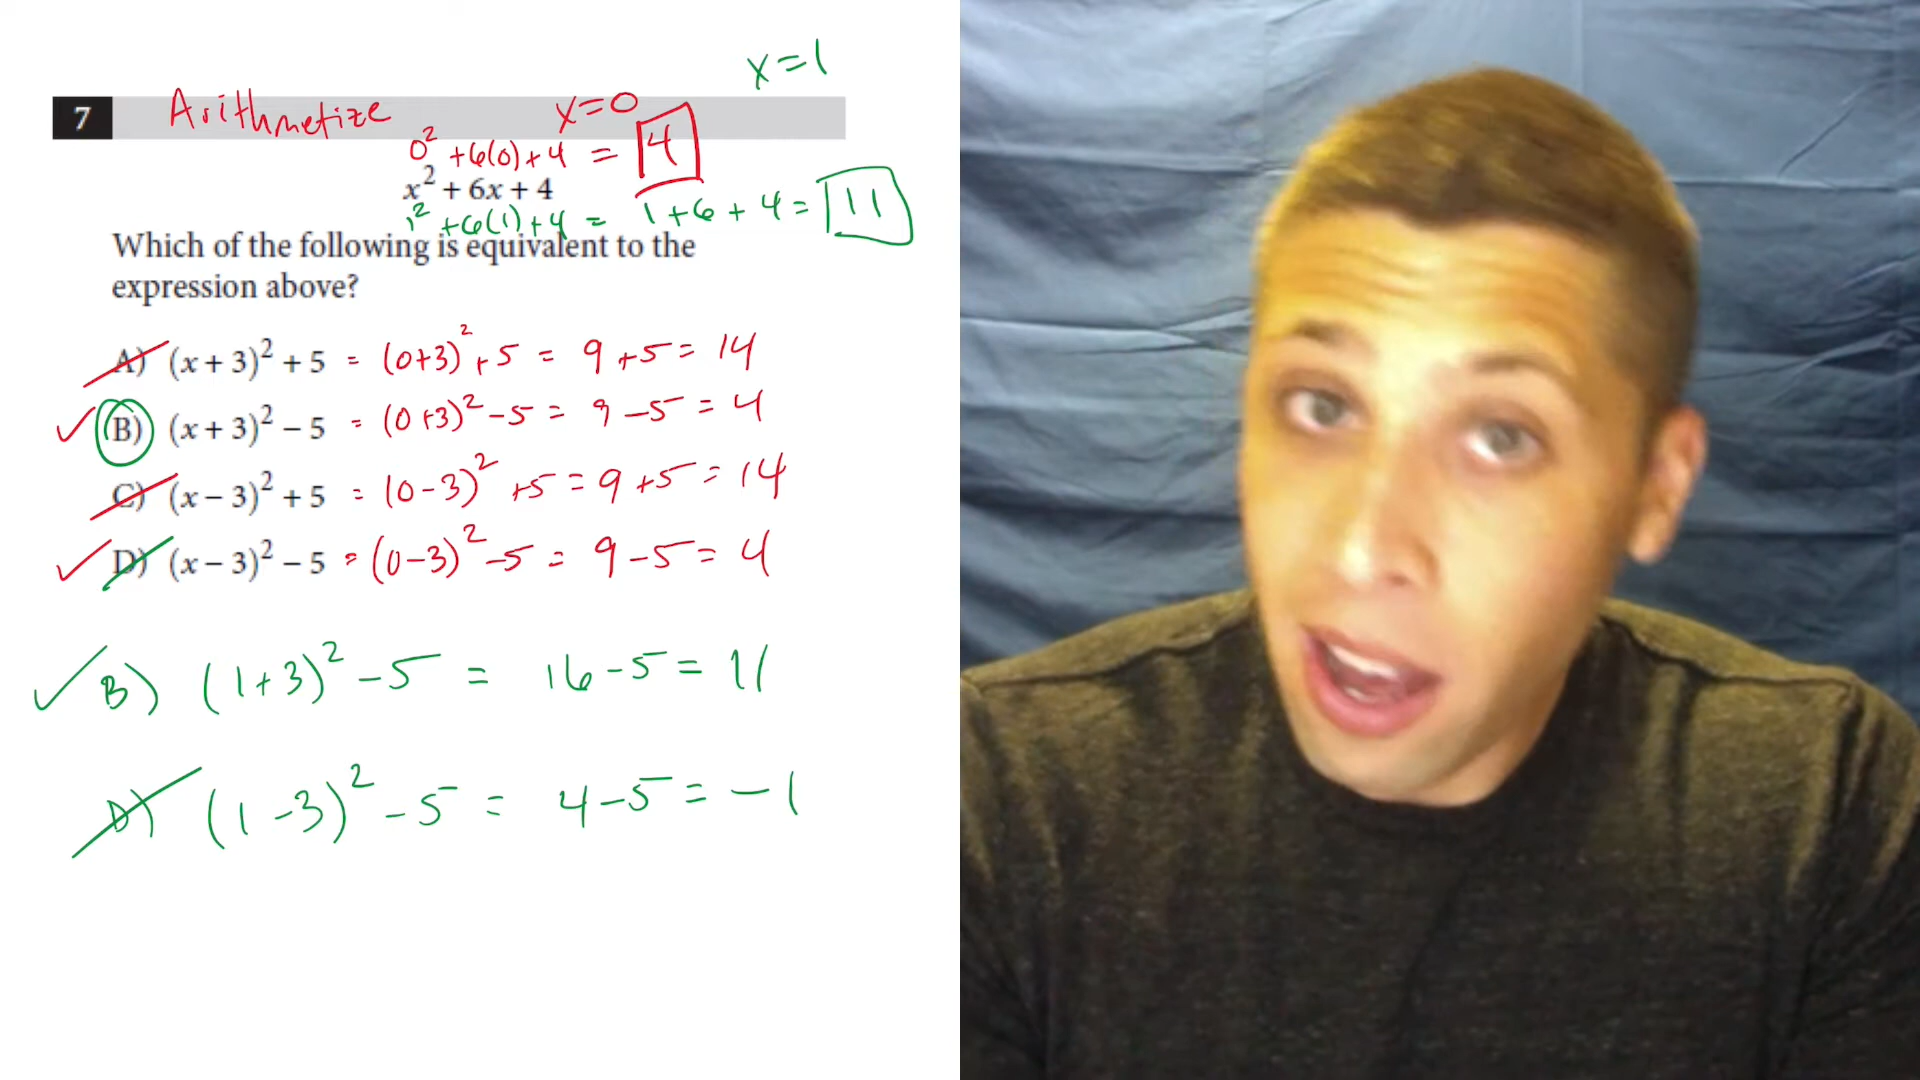 x=1
7 Arithmetize x=0
0² +6(0)+4 = 4
x² + 6x + 4
1² +6(1)+4 = 1+6+4= 11
Which of the following is equivalent to the
expression above?
A) (x + 3)² + 5 = (0+3)²+5 = 9+5= 14
B) (x + 3)² – 5 = (0+3)²-5 = 9-5 = 4
C) (x – 3)² + 5 = (0-3)² +5 = 9+5 = 14
D) (x – 3)² – 5 = (0-3)² -5 = 9-5 = 4
B) (1+3)² -5 = 16-5 = 11
D) (1-3)² -5 = 4-5 = -1